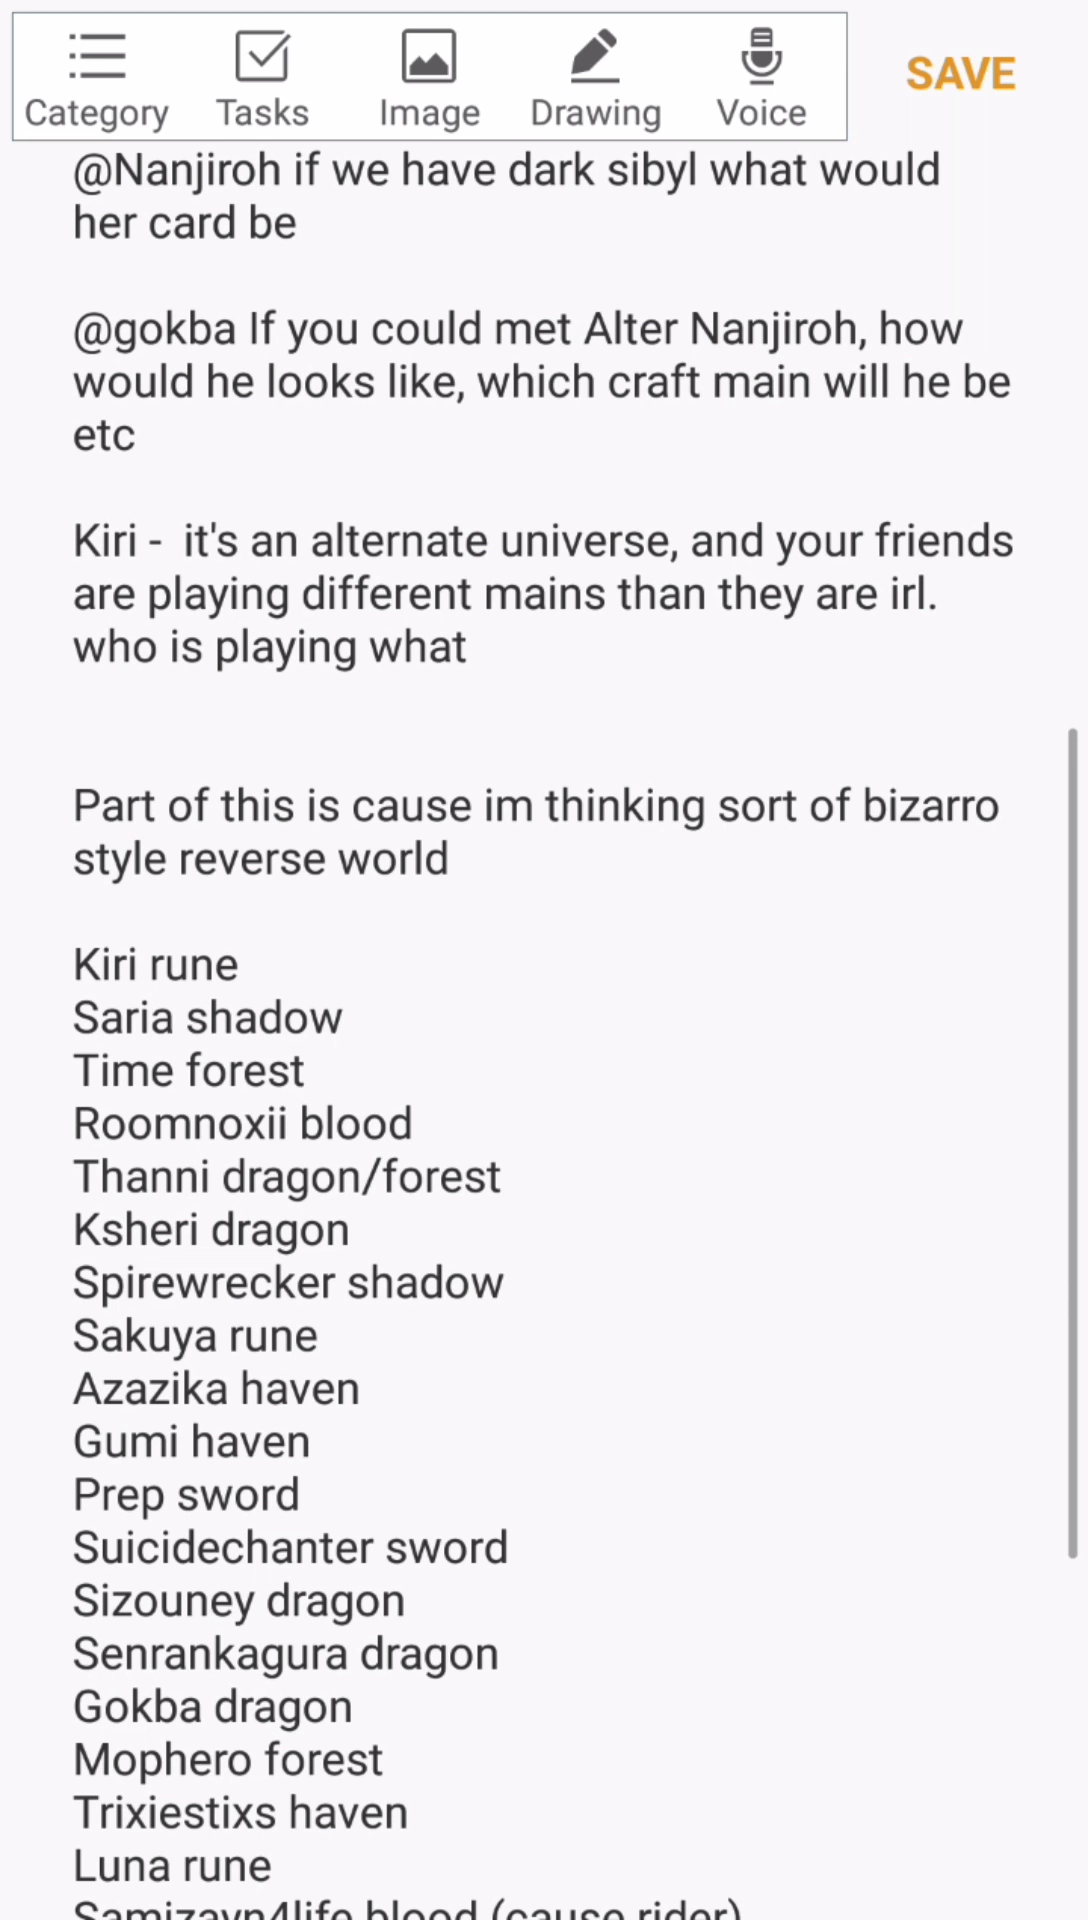 Category Tasks Image Drawing Voice SAVE
@Nanjiroh if we have dark sibyl what would
her card be
@gokba If you could met Alter Nanjiroh, how
would he looks like, which craft main will he be
etc
Kiri - it's an alternate universe, and your friends
are playing different mains than they are irl.
who is playing what
Part of this is cause im thinking sort of bizarro
style reverse world
Kiri rune
Saria shadow
Time forest
Roomnoxii blood
Thanni dragon/forest
Ksheri dragon
Spirewrecker shadow
Sakuya rune
Azazika haven
Gumi haven
Prep sword
Suicidechanter sword
Sizouney dragon
Senrankagura dragon
Gokba dragon
Mophero forest
Trixiestixs haven
Luna rune
Samizayn4life blood (cause rider)